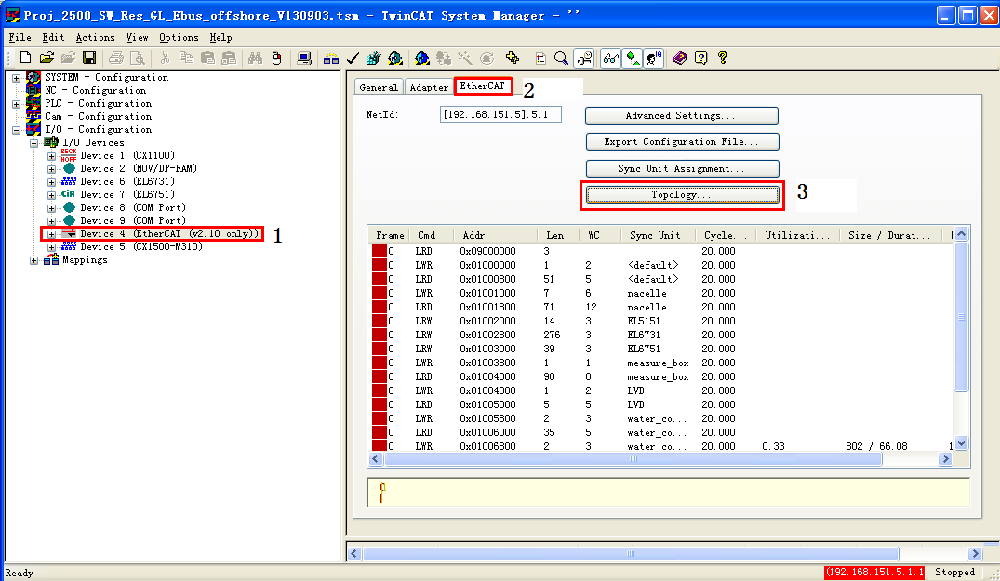 Proj_2500_SW_Res_GL_Ebus_offshore_V130903.tsm - TwinCAT System Manager - ''
File Edit Actions View Options Help
SYSTEM - Configuration
NC - Configuration
PLC - Configuration
Cam - Configuration
I/O - Configuration
I/O Devices
BECKHOFF Device 1 (CX1100)
Device 2 (NOV/DP-RAM)
Device 6 (EL6731)
CiA Device 7 (EL6751)
Device 8 (COM Port)
Device 9 (COM Port)
Device 4 (EtherCAT (v2.10 only)) 1
Device 5 (CX1500-M310)
Mappings
General Adapter EtherCAT 2
NetId: [192.168.151.5].5.1 Advanced Settings...
Export Configuration File...
Sync Unit Assignment...
Topology... 3
Frame Cmd Addr Len WC Sync Unit Cycle... Utilizati... Size / Durat...
0 LRD 0x09000000 3 20.000
0 LWR 0x01000000 1 2 <default> 20.000
0 LRD 0x01000800 51 5 <default> 20.000
0 LWR 0x01001000 7 6 nacelle 20.000
0 LRD 0x01001800 71 12 nacelle 20.000
0 LRW 0x01002000 14 3 EL5151 20.000
0 LRW 0x01002800 276 3 EL6731 20.000
0 LRW 0x01003000 39 3 EL6751 20.000
0 LWR 0x01003800 1 1 measure_box 20.000
0 LRD 0x01004000 98 8 measure_box 20.000
0 LWR 0x01004800 1 2 LVD 20.000
0 LRD 0x01005000 5 5 LVD 20.000
0 LWR 0x01005800 2 3 water_co... 20.000
0 LRD 0x01006000 35 5 water_co... 20.000
0 LWR 0x01006800 2 3 water_co... 20.000 0.33 802 / 66.08 1
Ready (192.168.151.5.1.1 Stopped